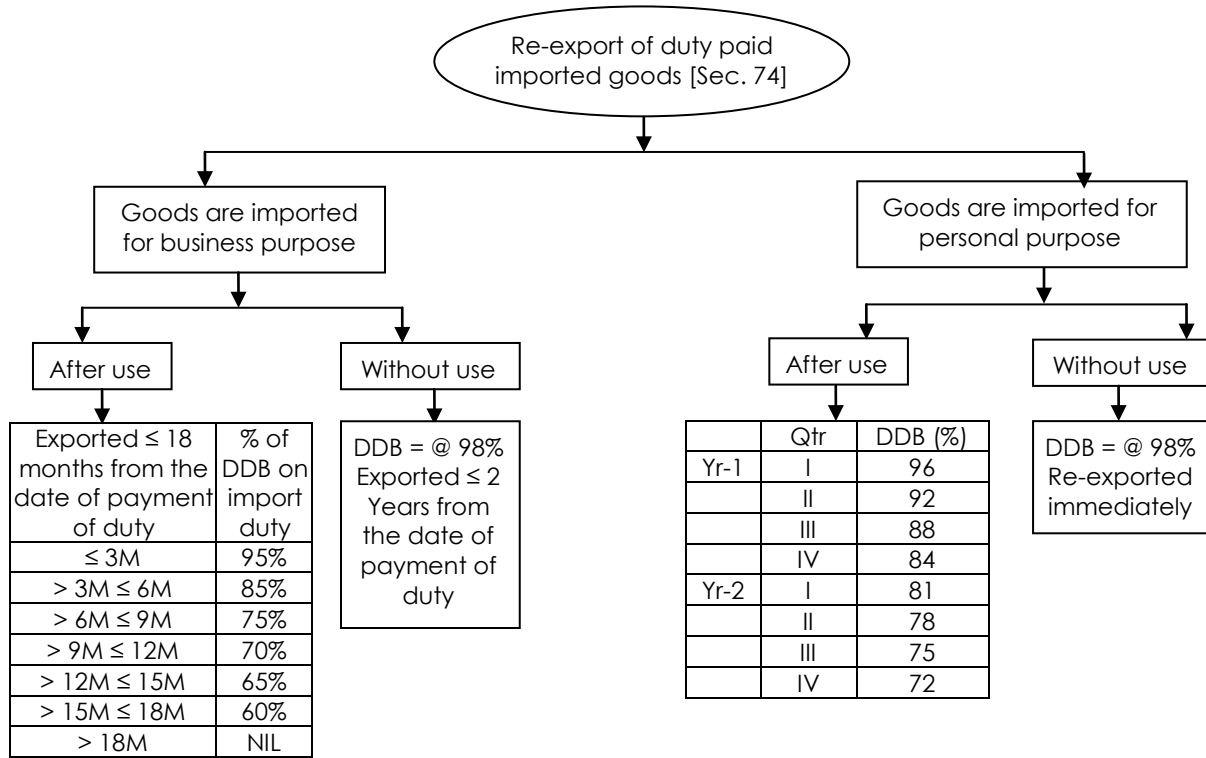 Re-export of duty paid
imported goods [Sec. 74]
Goods are imported
for business purpose
Goods are imported for
personal purpose
After use
Without use
After use
Without use
Exported ≤ 18
months from the
date of payment
of duty
% of
DDB on
import
duty
≤ 3M 95%
> 3M ≤ 6M 85%
> 6M ≤ 9M 75%
> 9M ≤ 12M 70%
> 12M ≤ 15M 65%
> 15M ≤ 18M 60%
> 18M NIL
DDB = @ 98%
Exported ≤ 2
Years from
the date of
payment of
duty
Qtr DDB (%)
Yr-1 I 96
II 92
III 88
IV 84
Yr-2 I 81
II 78
III 75
IV 72
DDB = @ 98%
Re-exported
immediately